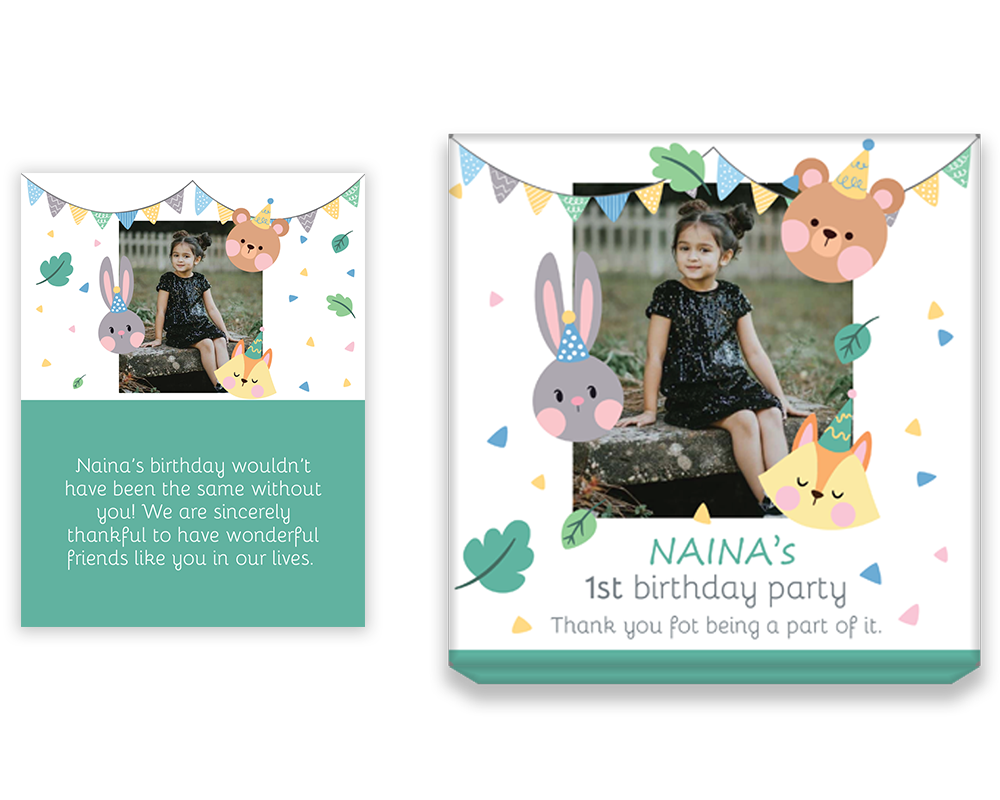 Naina's birthday wouldn't
have been the same without
you! We are sincerely
thankful to have wonderful
friends like you in our lives.
NAINA's
1st birthday party
Thank you fot being a part of it.